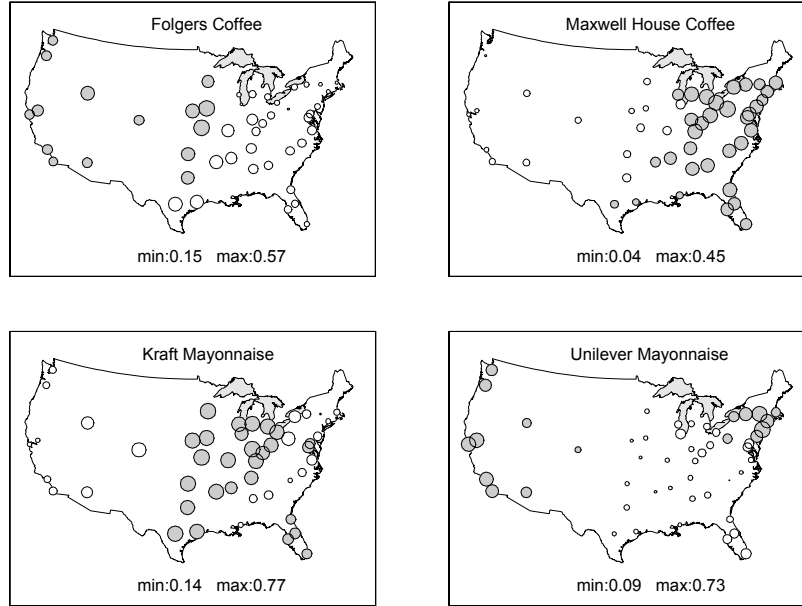 Folgers Coffee
min:0.15 max:0.57
Maxwell House Coffee
min:0.04 max:0.45
Kraft Mayonnaise
min:0.14 max:0.77
Unilever Mayonnaise
min:0.09 max:0.73